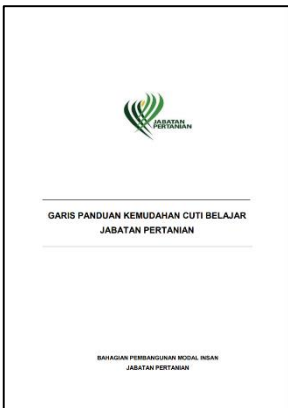 JABATAN
PERTANIAN
GARIS PANDUAN KEMUDAHAN CUTI BELAJAR
JABATAN PERTANIAN
BAHAGIAN PEMBANGUNAN MODAL INSAN
JABATAN PERTANIAN